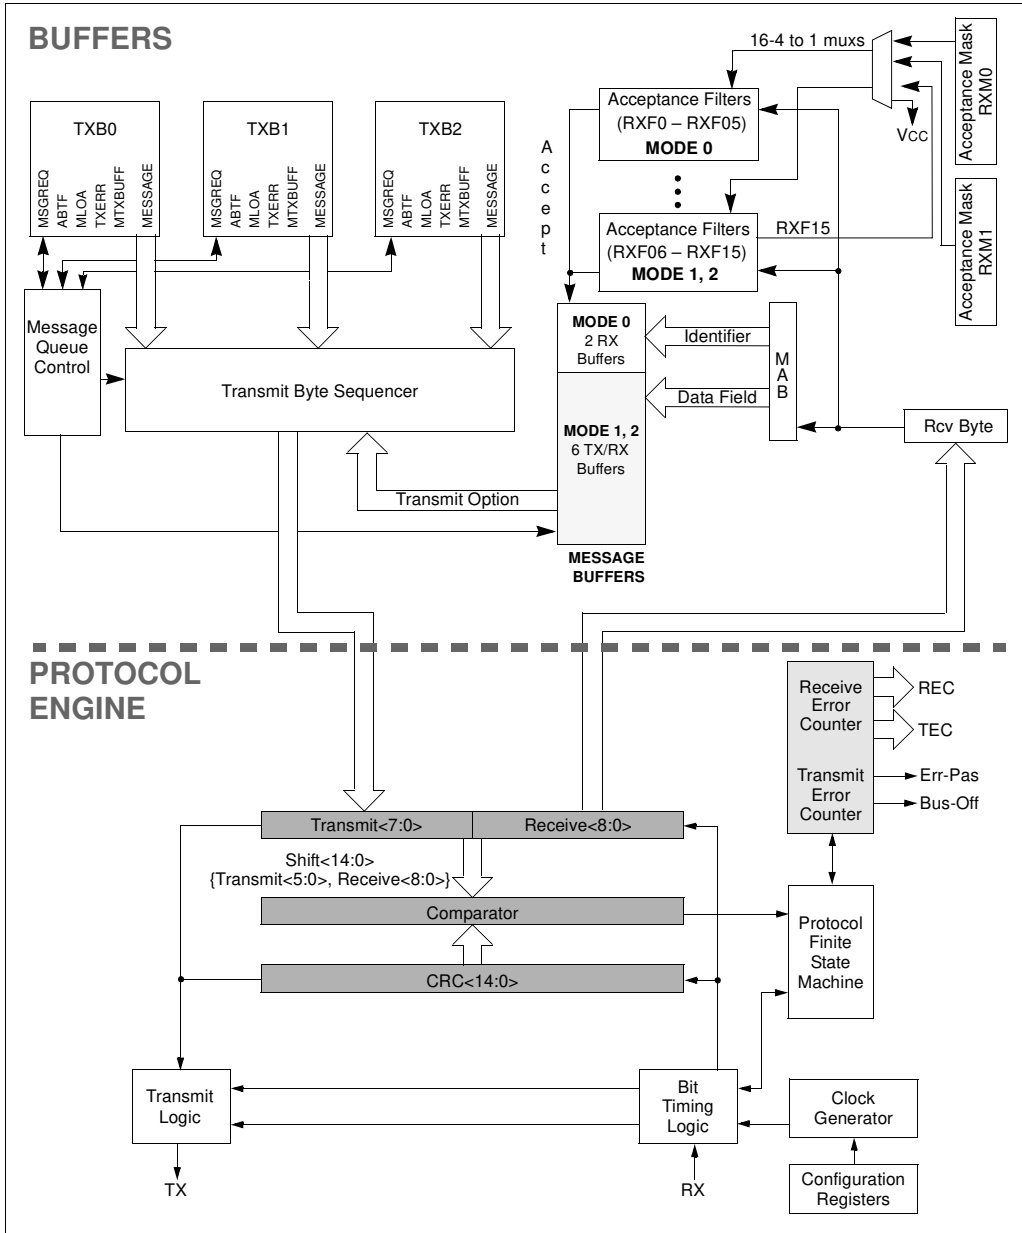 BUFFERS
16-4 to 1 muxs
Acceptance Mask
RXM0
VCC
TXB0
MSGREQ
ABTF
MLOA
TXERR
MTXBUFF
MESSAGE
TXB1
MSGREQ
ABTF
MLOA
TXERR
MTXBUFF
MESSAGE
TXB2
MSGREQ
ABTF
MLOA
TXERR
MTXBUFF
MESSAGE
Accept
Acceptance Filters
(RXF0 – RXF05)
MODE 0
Acceptance Filters
(RXF06 – RXF15)
MODE 1, 2
RXF15
Acceptance Mask
RXM1
Message
Queue
Control
Transmit Byte Sequencer
MODE 0
2 RX
Buffers
Identifier
Data Field
MAB
Rcv Byte
MODE 1, 2
6 TX/RX
Buffers
Transmit Option
MESSAGE
BUFFERS
PROTOCOL
ENGINE
Receive
Error
Counter
REC
TEC
Transmit
Error
Counter
Err-Pas
Bus-Off
Transmit<7:0>
Receive<8:0>
Shift<14:0>
{Transmit<5:0>, Receive<8:0>}
Comparator
CRC<14:0>
Protocol
Finite
State
Machine
Transmit
Logic
Bit
Timing
Logic
Clock
Generator
TX
RX
Configuration
Registers